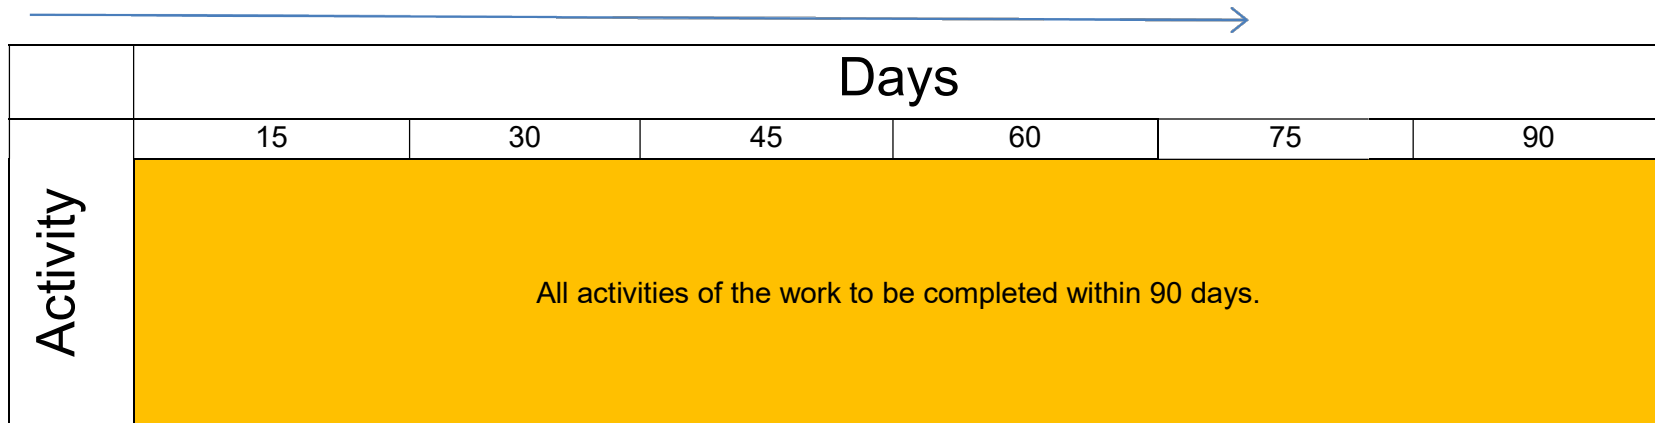 Days
15 30 45 60 75 90
Activity
All activities of the work to be completed within 90 days.